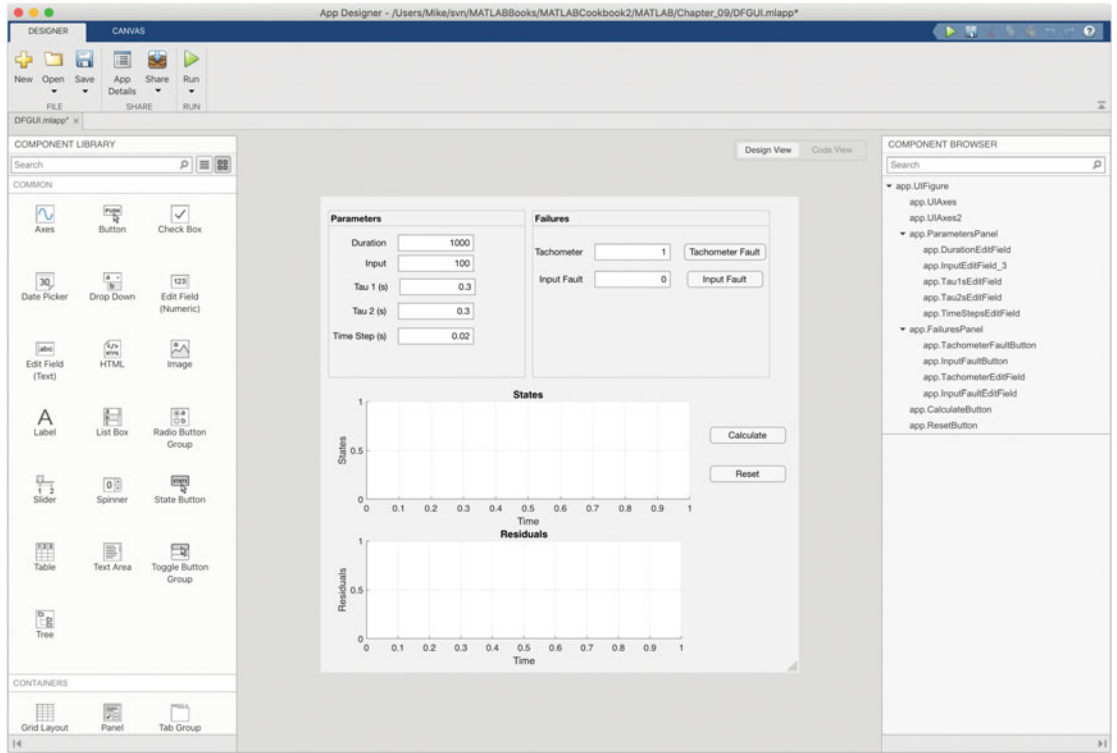 App Designer - /Users/Mike/svn/MATLABBooks/MATLABCookbook2/MATLAB/Chapter_09/DFGUI.mlapp*
DESIGNER CANVAS
New Open Save App Details Share Run
FILE SHARE RUN
DFGUI.mlapp* ×
COMPONENT LIBRARY
Search
COMMON
Axes Button Check Box
Date Picker Drop Down Edit Field (Numeric)
Edit Field (Text) HTML Image
Label List Box Radio Button Group
Slider Spinner State Button
Table Text Area Toggle Button Group
Tree
CONTAINERS
Grid Layout Panel Tab Group
Design View Code View
Parameters
Duration 1000
Input 100
Tau 1 (s) 0.3
Tau 2 (s) 0.3
Time Step (s) 0.02
Failures
Tachometer 1 Tachometer Fault
Input Fault 0 Input Fault
States
States
1
0.5
0
0 0.1 0.2 0.3 0.4 0.5 0.6 0.7 0.8 0.9 1
Time
Calculate
Reset
Residuals
Residuals
1
0.5
0
0 0.1 0.2 0.3 0.4 0.5 0.6 0.7 0.8 0.9 1
Time
COMPONENT BROWSER
Search
app.UIFigure
app.UIAxes
app.UIAxes2
app.ParametersPanel
app.DurationEditField
app.InputEditField_3
app.Tau1sEditField
app.Tau2sEditField
app.TimeStepsEditField
app.FailuresPanel
app.TachometerFaultButton
app.InputFaultButton
app.TachometerEditField
app.InputFaultEditField
app.CalculateButton
app.ResetButton